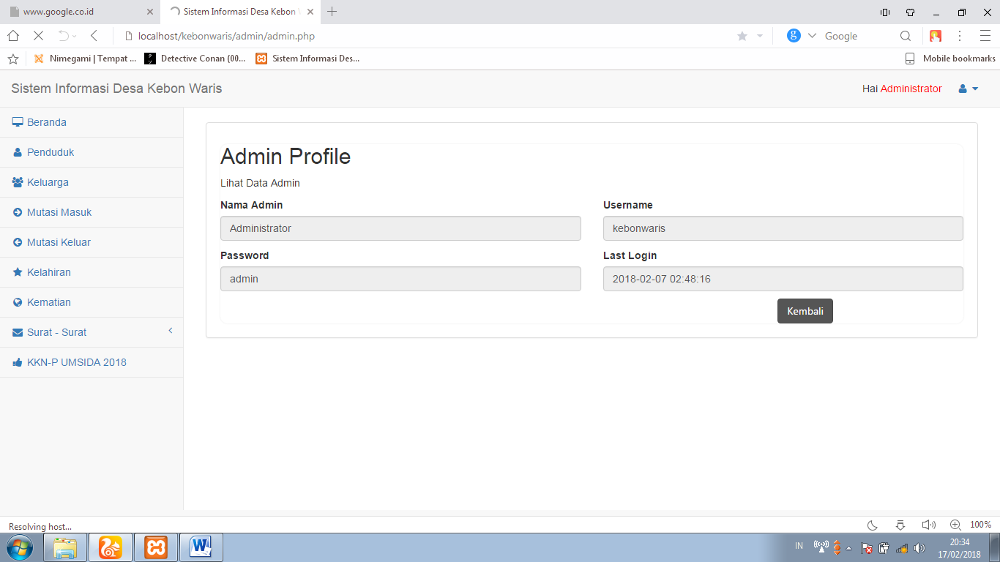 www.google.co.id
Sistem Informasi Desa Kebon
localhost/kebonwaris/admin/admin.php
g Google
Nimegami | Tempat ... Detective Conan (00... Sistem Informasi Des... Mobile bookmarks
Sistem Informasi Desa Kebon Waris
Hai Administrator
Beranda
Penduduk
Keluarga
Mutasi Masuk
Mutasi Keluar
Kelahiran
Kematian
Surat - Surat
KKN-P UMSIDA 2018
Admin Profile
Lihat Data Admin
Nama Admin
Administrator
Username
kebonwaris
Password
admin
Last Login
2018-02-07 02:48:16
Kembali
Resolving host...
100%
IN
20:34
17/02/2018